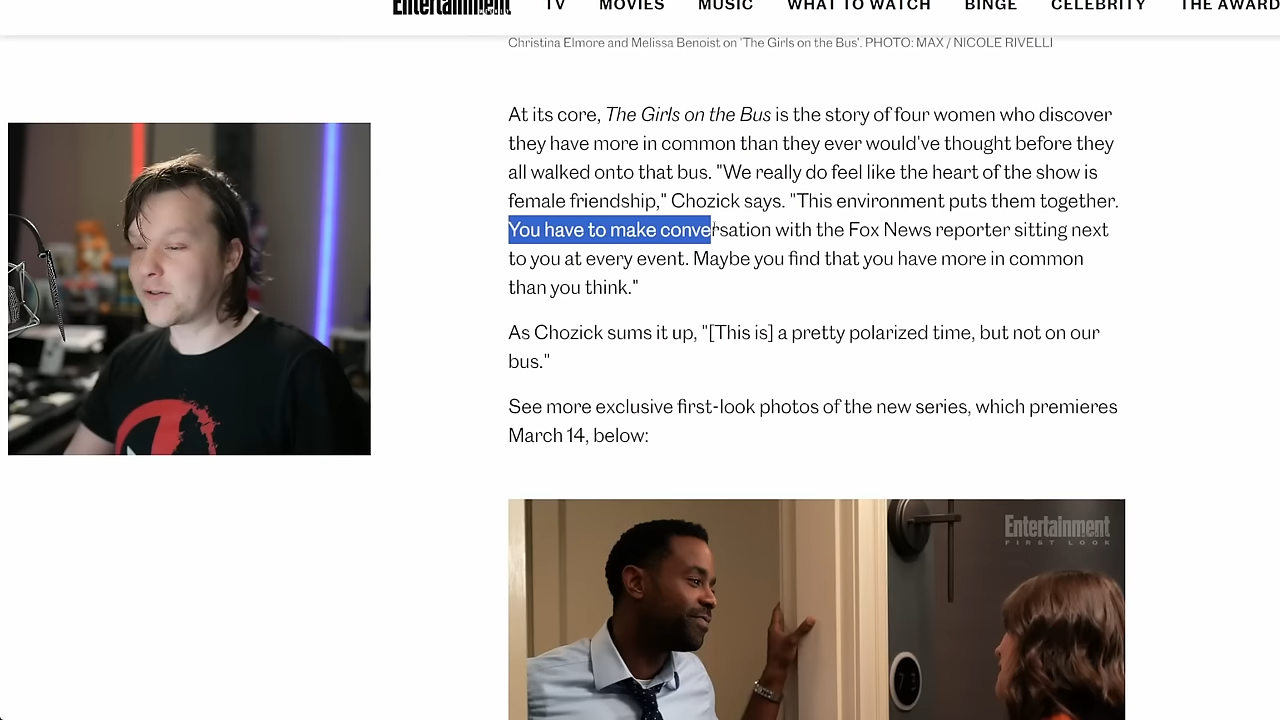 Entertainment TV MOVIES MUSIC WHAT TO WATCH BINGE CELEBRITY THE AWARD
Christina Elmore and Melissa Benoist on 'The Girls on the Bus'. PHOTO: MAX / NICOLE RIVELLI
At its core, The Girls on the Bus is the story of four women who discover
they have more in common than they ever would've thought before they
all walked onto that bus. "We really do feel like the heart of the show is
female friendship," Chozick says. "This environment puts them together.
You have to make conversation with the Fox News reporter sitting next
to you at every event. Maybe you find that you have more in common
than you think."
As Chozick sums it up, "[This is] a pretty polarized time, but not on our
bus."
See more exclusive first-look photos of the new series, which premieres
March 14, below:
Entertainment
FIRST LOOK